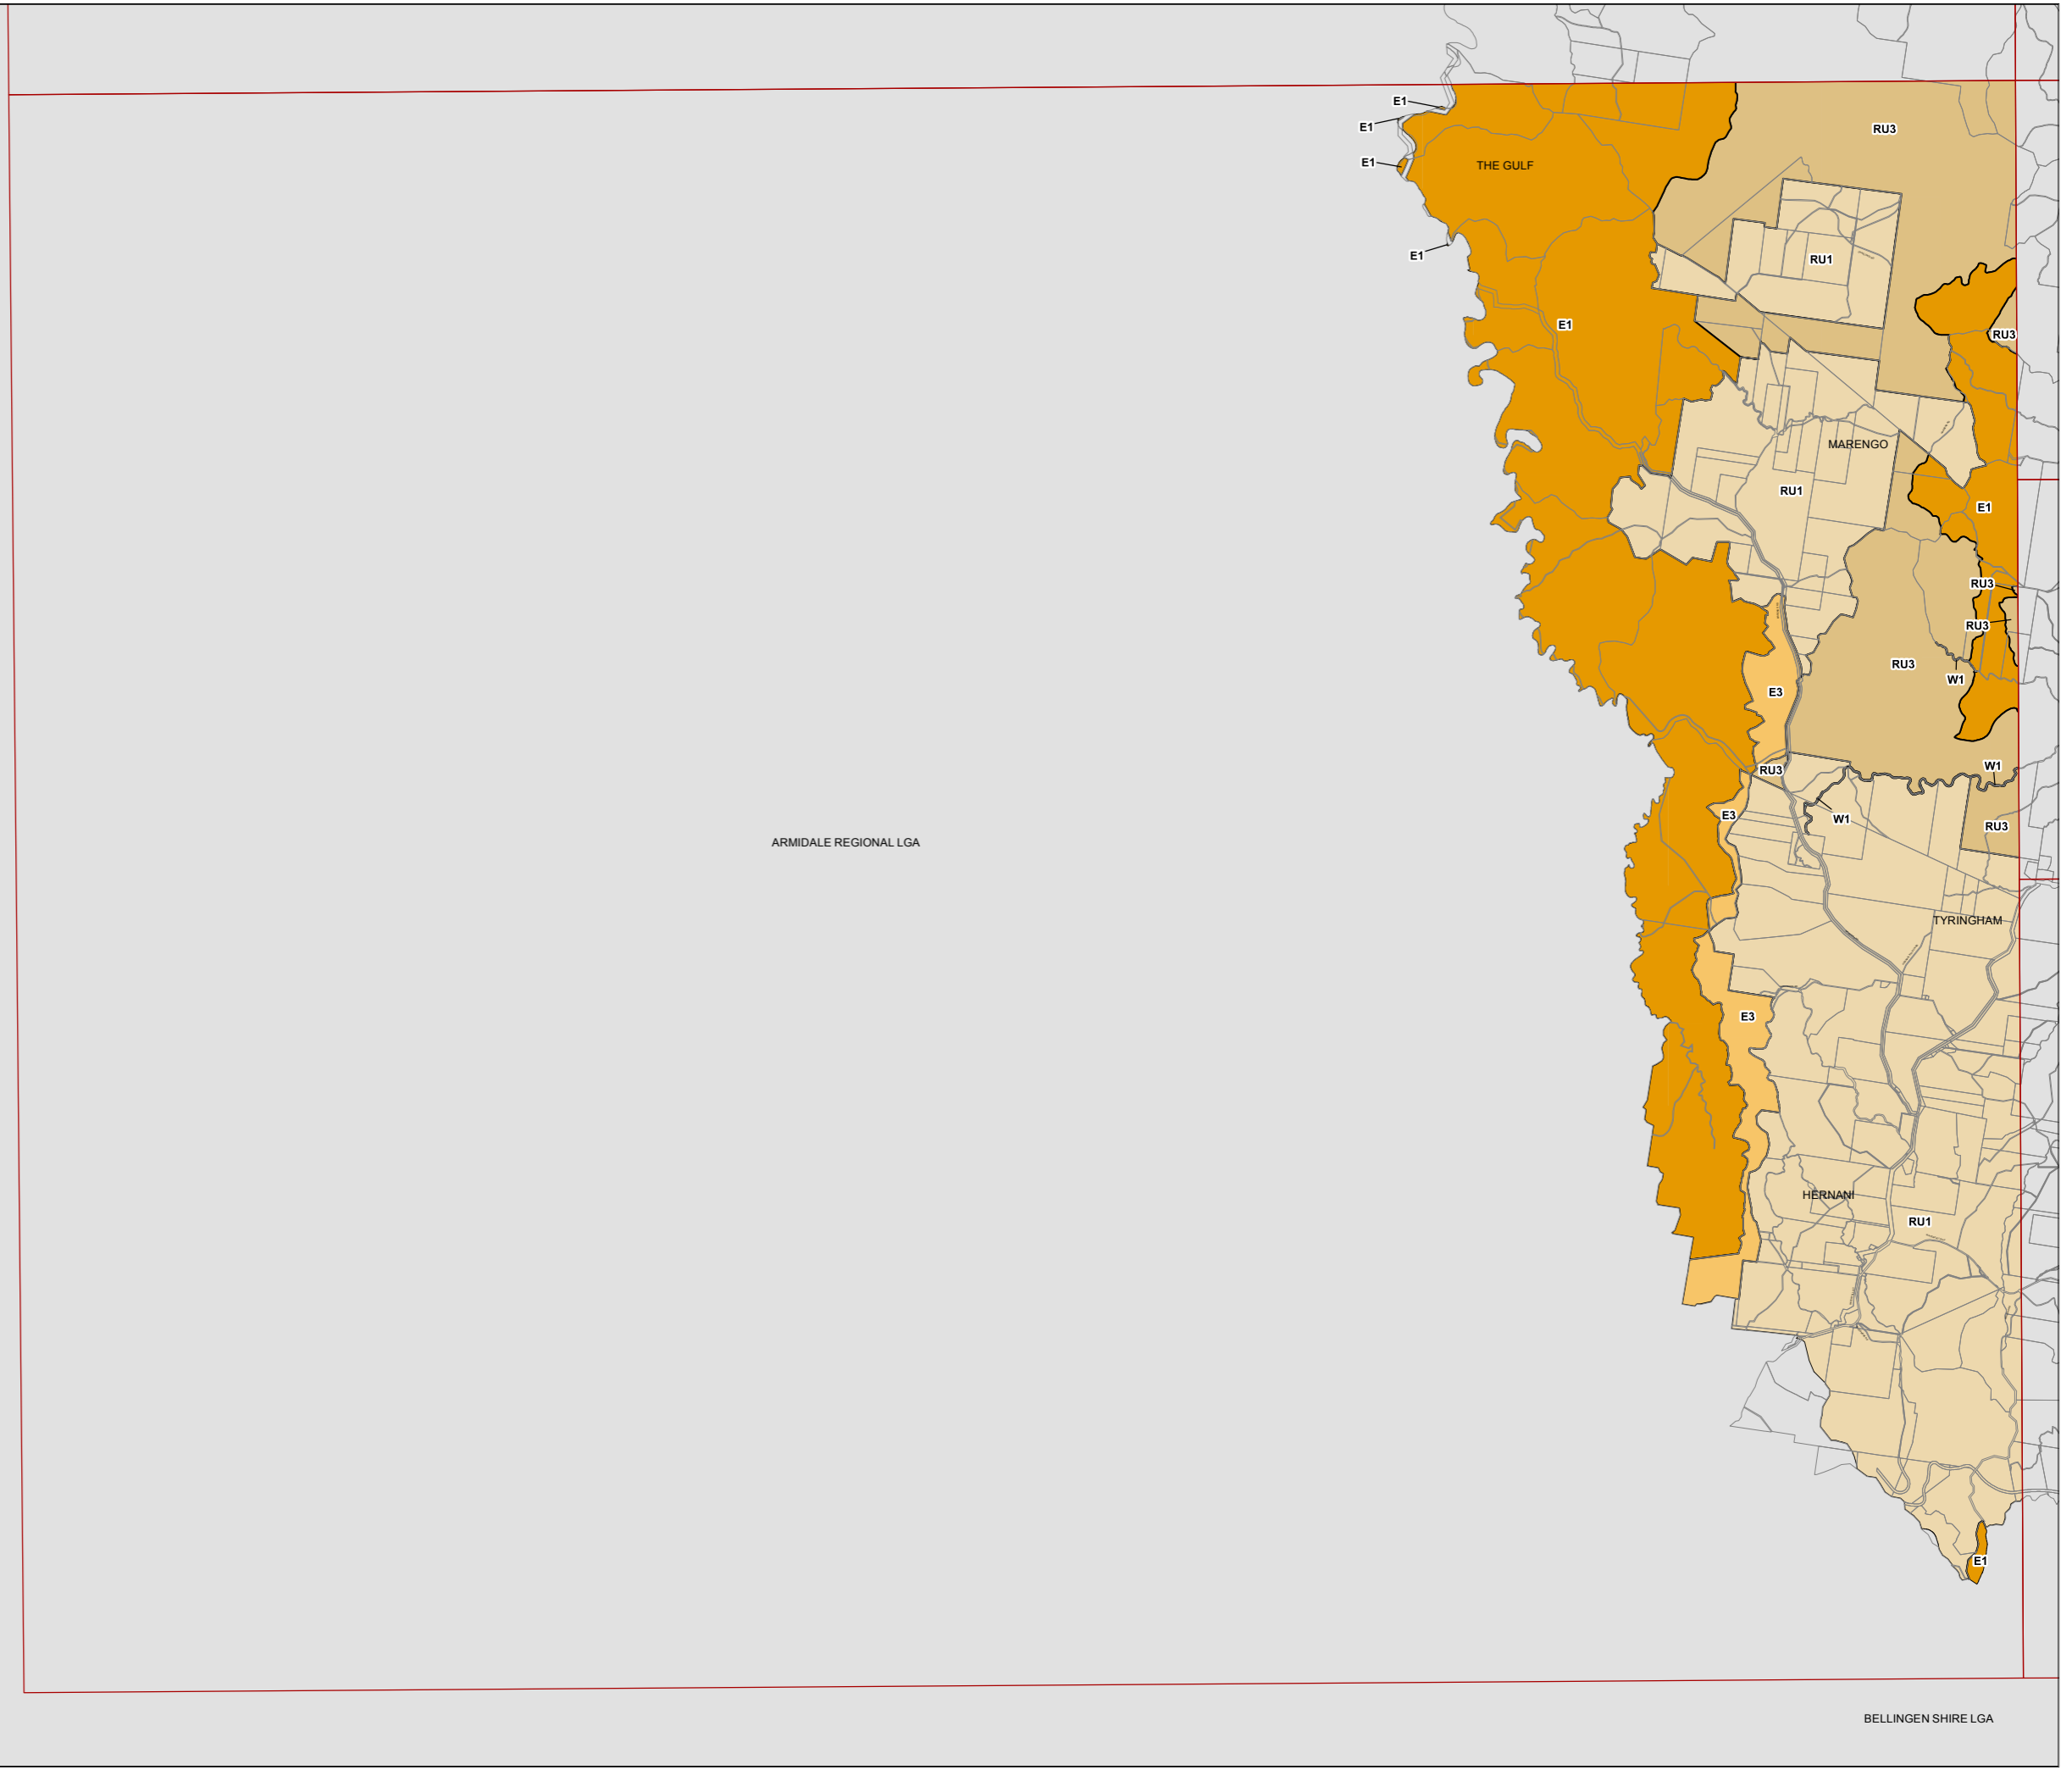 E1
E1
RU3
E1
THE GULF
E1
RU1
E1
RU3
MARENGO
RU1
E1
RU3
RU3
RU3
W1
E3
W1
RU3
E3
W1
RU3
ARMIDALE REGIONAL LGA
TYRINGHAM
E3
HERNANI
RU1
E1
BELLINGEN SHIRE LGA